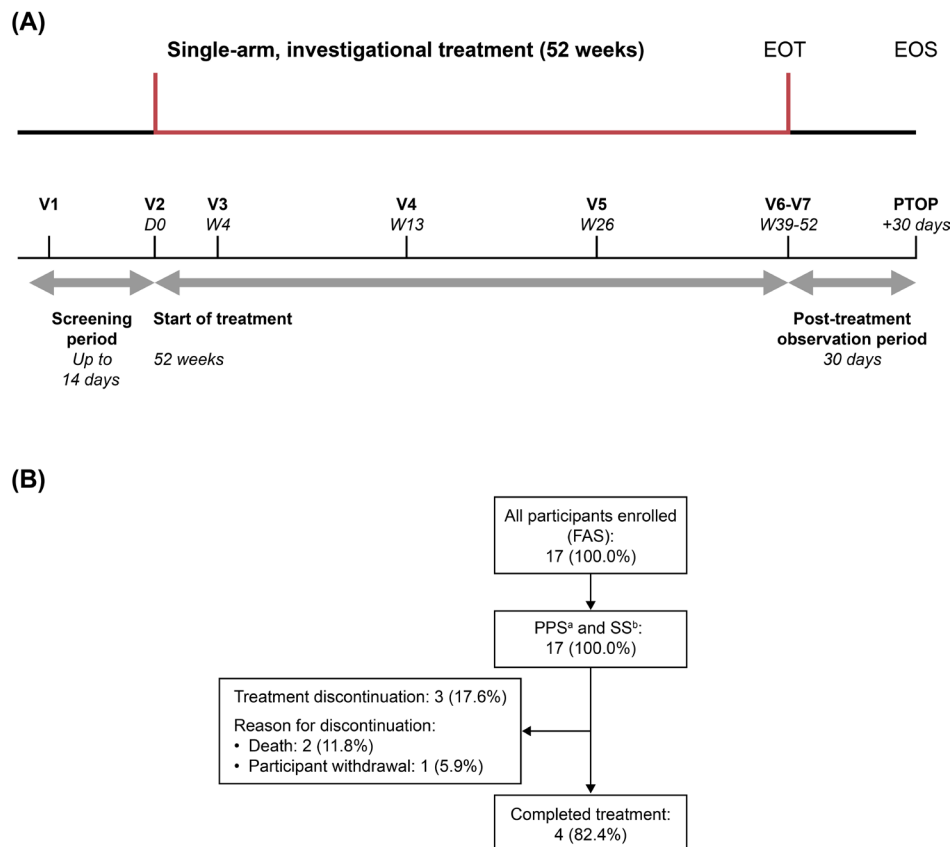 (A)
Single-arm, investigational treatment (52 weeks)
EOT
EOS
V1
V2
D0
V3
W4
V4
W13
V5
W26
V6-V7
W39-52
PTOP
+30 days
Screening
period
Up to
14 days
Start of treatment
52 weeks
Post-treatment
observation period
30 days
(B)
All participants enrolled
(FAS):
17 (100.0%)
PPSᵃ and SSᵇ:
17 (100.0%)
Treatment discontinuation: 3 (17.6%)
Reason for discontinuation:
• Death: 2 (11.8%)
• Participant withdrawal: 1 (5.9%)
Completed treatment:
4 (82.4%)